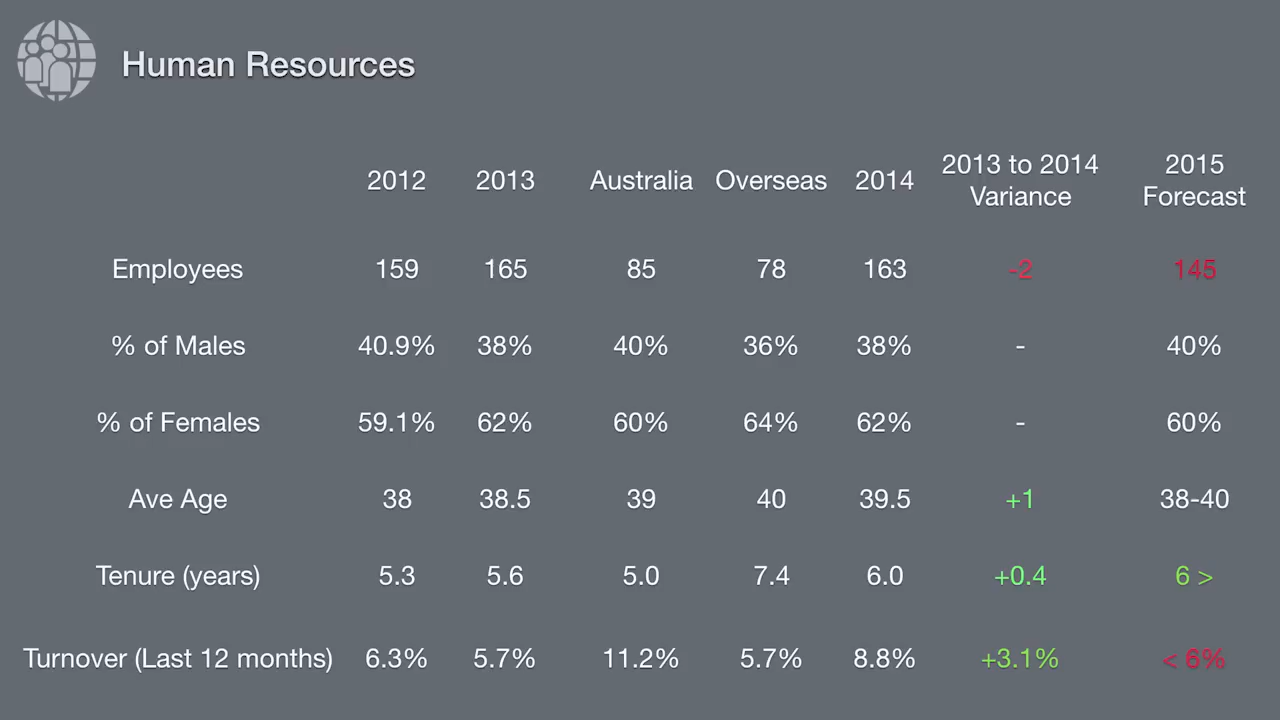 Human Resources
2012 2013 Australia Overseas 2014 2013 to 2014 Variance 2015 Forecast
Employees 159 165 85 78 163 -2 145
% of Males 40.9% 38% 40% 36% 38% - 40%
% of Females 59.1% 62% 60% 64% 62% - 60%
Ave Age 38 38.5 39 40 39.5 +1 38-40
Tenure (years) 5.3 5.6 5.0 7.4 6.0 +0.4 6 >
Turnover (Last 12 months) 6.3% 5.7% 11.2% 5.7% 8.8% +3.1% < 6%